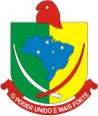 O PODER UNIDO É MAIS FORTE